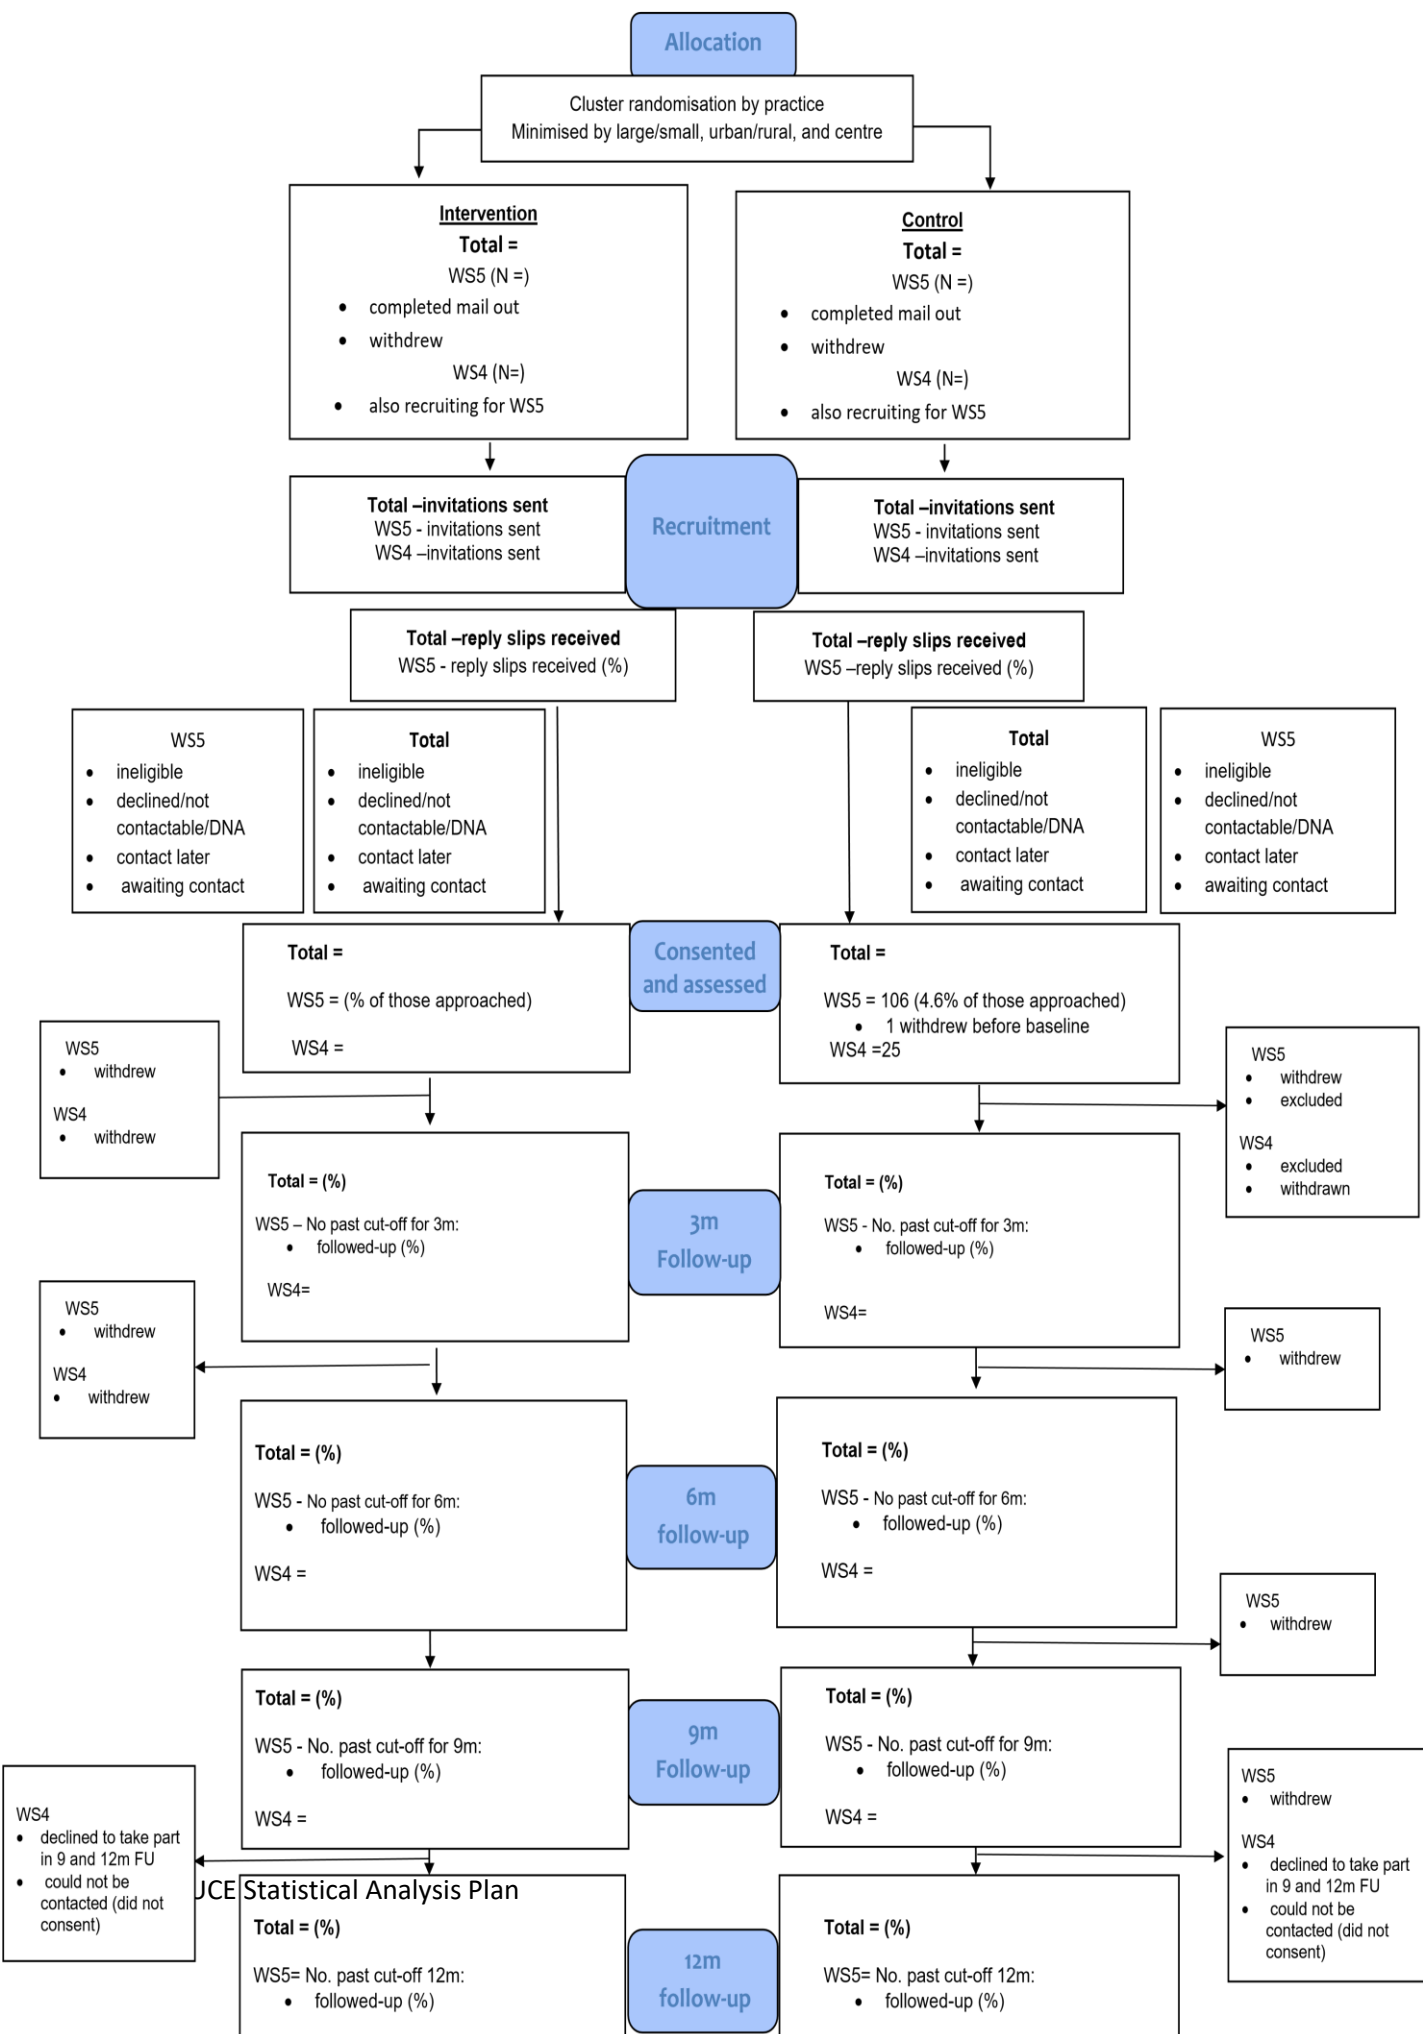 Allocation
Cluster randomisation by practice
Minimised by large/small, urban/rural, and centre
Intervention
Total =
WS5 (N =)
• completed mail out
• withdrew
WS4 (N=)
• also recruiting for WS5
Control
Total =
WS5 (N =)
• completed mail out
• withdrew
WS4 (N=)
• also recruiting for WS5
Total –invitations sent
WS5 - invitations sent
WS4 –invitations sent
Recruitment
Total –invitations sent
WS5 - invitations sent
WS4 –invitations sent
Total –reply slips received
WS5 - reply slips received (%)
Total –reply slips received
WS5 –reply slips received (%)
WS5
• ineligible
• declined/not
contactable/DNA
• contact later
• awaiting contact
Total
• ineligible
• declined/not
contactable/DNA
• contact later
• awaiting contact
Total
• ineligible
• declined/not
contactable/DNA
• contact later
• awaiting contact
WS5
• ineligible
• declined/not
contactable/DNA
• contact later
• awaiting contact
Total =
WS5 = (% of those approached)
WS4 =
Consented
and assessed
Total =
WS5 = 106 (4.6% of those approached)
• 1 withdrew before baseline
WS4 =25
WS5
• withdrew
WS4
• withdrew
WS5
• withdrew
• excluded
WS4
• excluded
• withdrawn
Total = (%)
WS5 – No past cut-off for 3m:
• followed-up (%)
WS4=
3m
Follow-up
Total = (%)
WS5 - No. past cut-off for 3m:
• followed-up (%)
WS4=
WS5
• withdrew
WS4
• withdrew
WS5
• withdrew
Total = (%)
WS5 - No past cut-off for 6m:
• followed-up (%)
WS4 =
6m
follow-up
Total = (%)
WS5 - No past cut-off for 6m:
• followed-up (%)
WS4 =
WS5
• withdrew
Total = (%)
WS5 - No. past cut-off for 9m:
• followed-up (%)
WS4 =
9m
Follow-up
Total = (%)
WS5 - No. past cut-off for 9m:
• followed-up (%)
WS4 =
WS4
• declined to take part
in 9 and 12m FU
• could not be
contacted (did not
consent)
WS5
• withdrew
WS4
• declined to take part
in 9 and 12m FU
• could not be
contacted (did not
consent)
UCE Statistical Analysis Plan
Total = (%)
WS5= No. past cut-off 12m:
• followed-up (%)
12m
follow-up
Total = (%)
WS5= No. past cut-off 12m:
• followed-up (%)